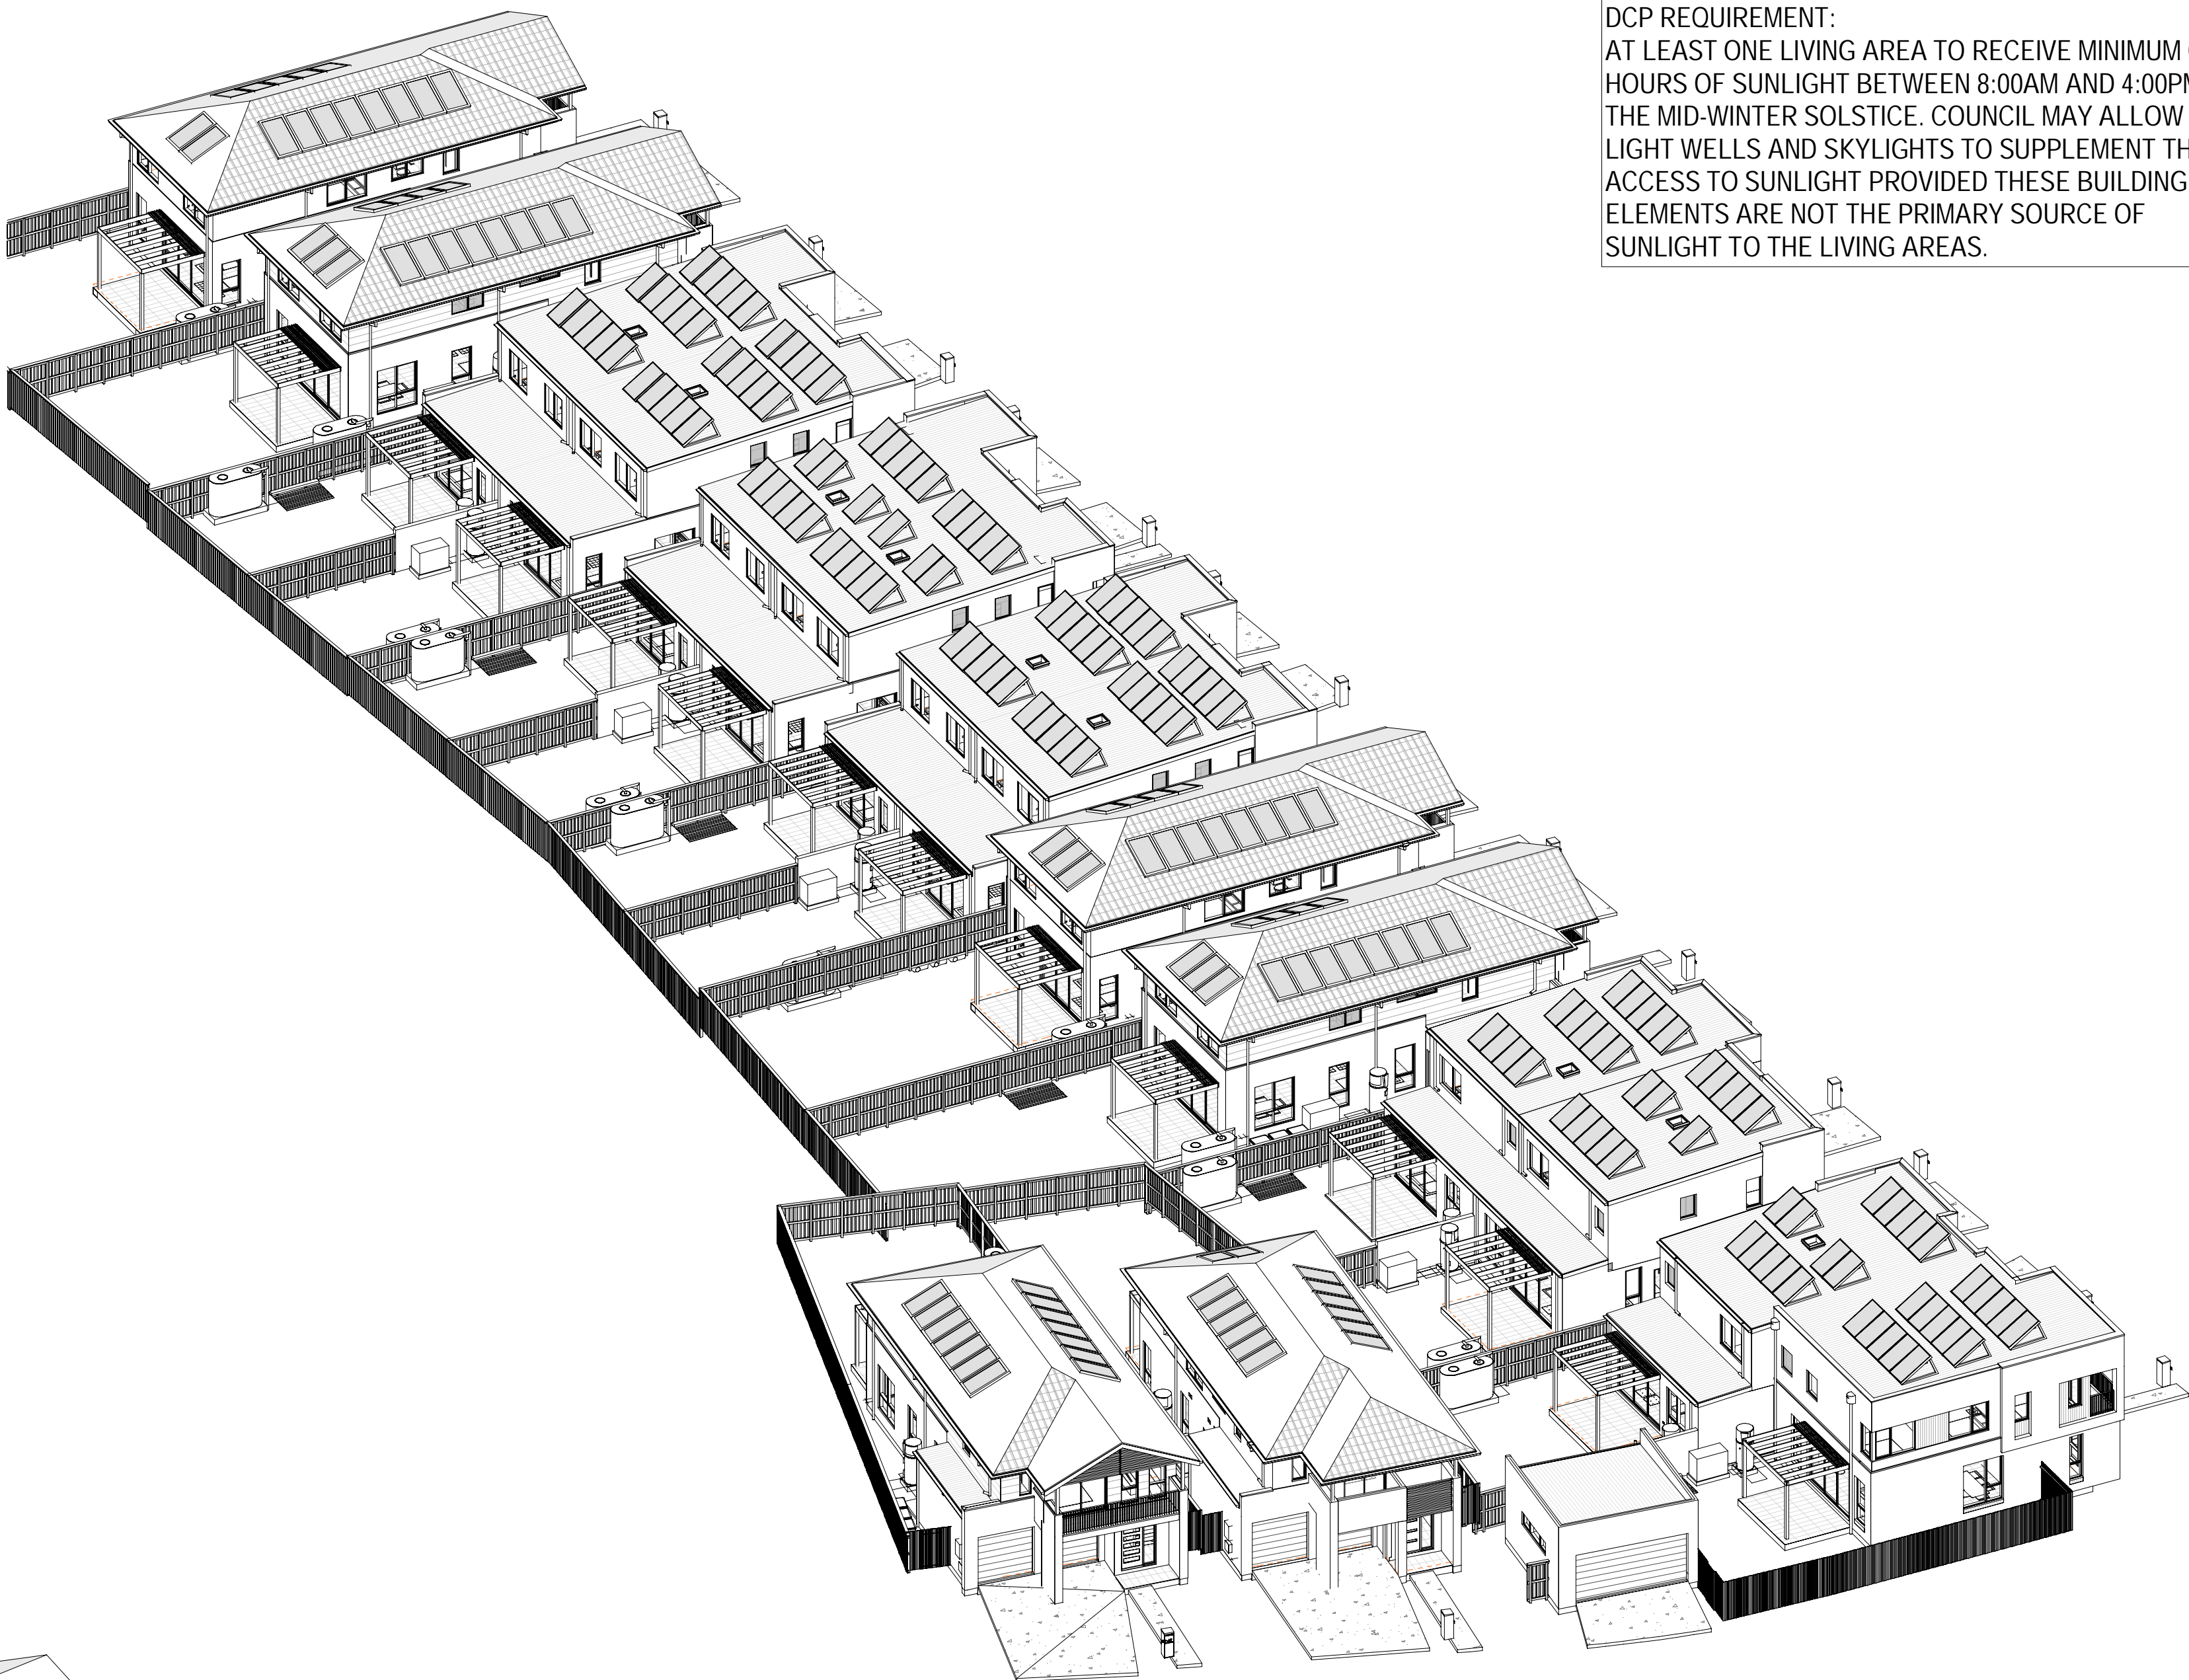 DCP REQUIREMENT:
AT LEAST ONE LIVING AREA TO RECEIVE MINIMUM
HOURS OF SUNLIGHT BETWEEN 8:00AM AND 4:00PM
THE MID-WINTER SOLSTICE. COUNCIL MAY ALLOW
LIGHT WELLS AND SKYLIGHTS TO SUPPLEMENT
ACCESS TO SUNLIGHT PROVIDED THESE BUILDING
ELEMENTS ARE NOT THE PRIMARY SOURCE OF
SUNLIGHT TO THE LIVING AREAS.